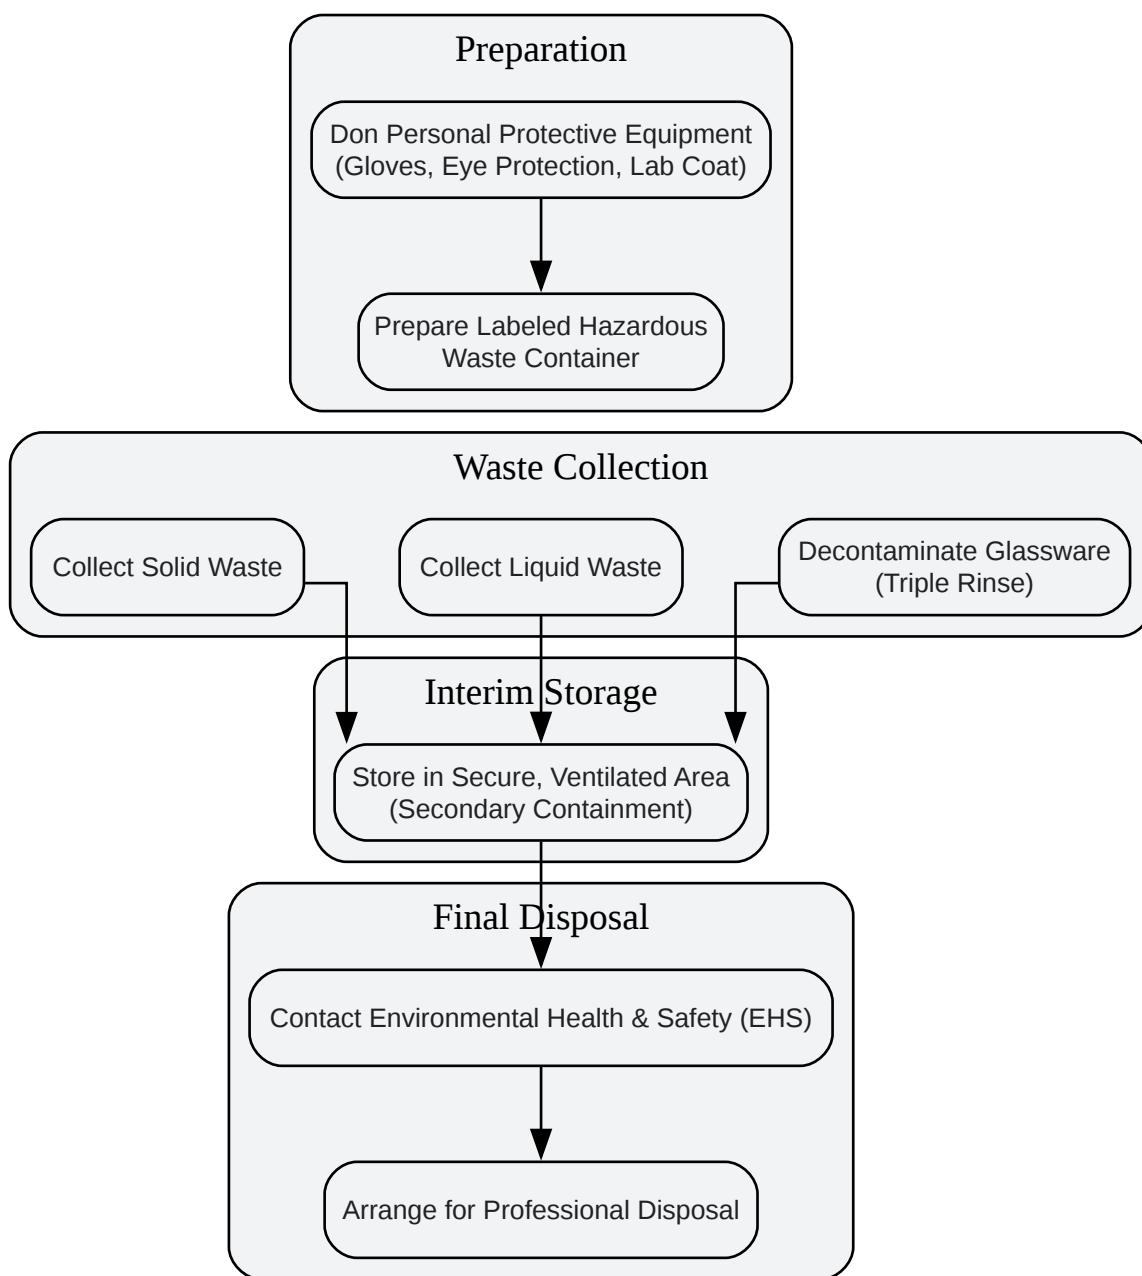 Preparation
Don Personal Protective Equipment
(Gloves, Eye Protection, Lab Coat)
Prepare Labeled Hazardous
Waste Container
Waste Collection
Collect Solid Waste
Collect Liquid Waste
Decontaminate Glassware
(Triple Rinse)
Interim Storage
Store in Secure, Ventilated Area
(Secondary Containment)
Final Disposal
Contact Environmental Health & Safety (EHS)
Arrange for Professional Disposal